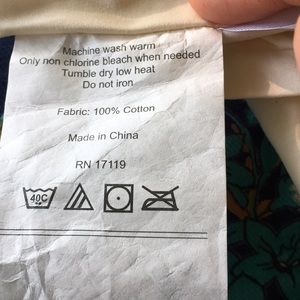 Machine wash warm
Only non chlorine bleach when needed
Tumble dry low heat
Do not iron
Fabric: 100% Cotton
Made in China
RN 17119
40C